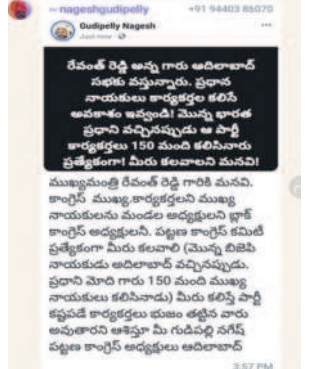 ~ nageshgudipelly +91 94403 85070
Gudipelly Nagesh
Just now
రేవంత్ రెడ్డి అన్న గారు ఆదిలాబాద్
సభకు వస్తున్నారు. ప్రధాన
నాయకులు కార్యకర్తల కలిసే
అవకాశం ఇవ్వండి! మొన్న భారత
ప్రధాని వచ్చినప్పుడు ఆ పార్టీ
కార్యకర్తలు 150 మంది కలిసినారు
ప్రత్యేకంగా! మీరు కలవాలని మనవి!
ముఖ్యమంత్రి రేవంత్ రెడ్డి గారికి మనవి.
కాంగ్రెస్ ముఖ్య.కార్యకర్తలని ముఖ్య
నాయకులను మండల అధ్యక్షులని బ్లాక్
కాంగ్రెస్ అధ్యక్షులనీ. పట్టణ కాంగ్రెస్ కమిటీ
ప్రత్యేకంగా మీరు కలవాలి (మొన్న బిజెపి
నాయకుడు అదిలాబాద్ వచ్చినప్పుడు.
ప్రధాని మోది గారు 150 మంది ముఖ్య
నాయకులు కలిసినాడు) మీరు కలిస్తే పార్టీ
కష్టపడే కార్యకర్తలు భుజం తట్టిన వారు
అవుతారని ఆశిస్తూ మీ గుడిపల్లి నగేష్
పట్టణ కాంగ్రెస్ అధ్యక్షులు ఆదిలాబాద్
3:57 PM